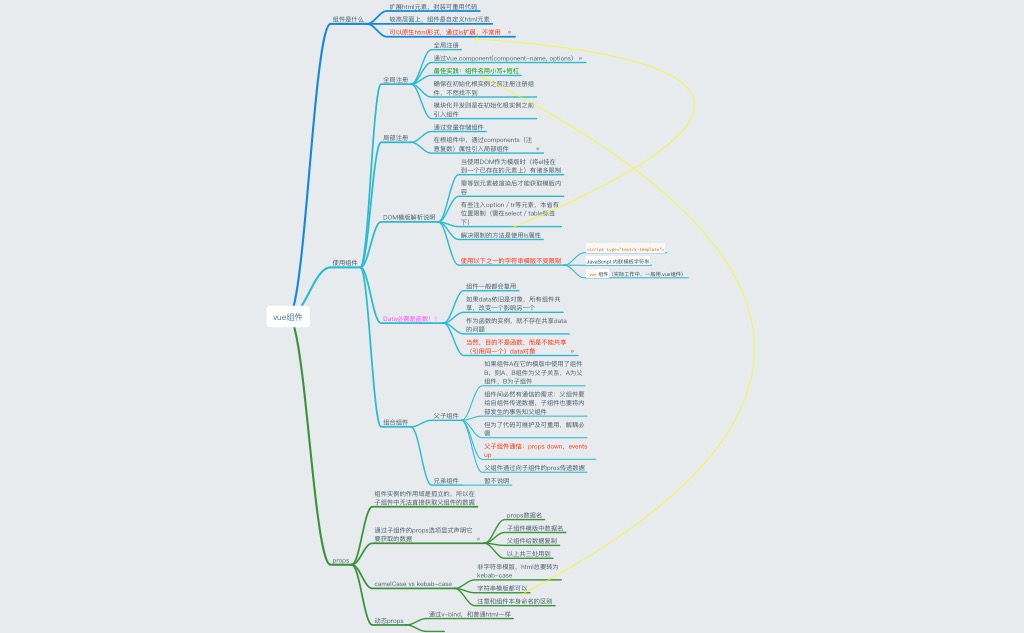 扩展html元素，封装可重用代码
组件是什么
较高层面上，组件是自定义html元素
可以原生html形式，通过is扩展，不常用
全局注册
通过Vue.component(component-name, options)
全局注册
最佳实践：组件名用小写+短杠
确保在初始化根实例之前注册注册组
件，不然找不到
模块化开发则是在初始化根实例之前
引入组件
通过变量存储组件
局部注册
在根组件中，通过components（注
意复数）属性引入局部组件
当使用DOM作为模版时（将el挂在
到一个已存在的元素上）有诸多限制
需等到元素被渲染后才能获取模版内
容
有些注入option / tr等元素，本省有
位置限制（需在select / table标签
下）
DOM模版解析说明
解决限制的方法是使用is属性
使用以下之一的字符串模版不受限制
<script type="text/x-template">
JavaScript 内联模板字符串
.vue 组件（实际工作中，一般用.vue组件）
使用组件
组件一般都会复用
如果data依旧是对象，所有组件共
享，改变一个影响另一个
Data必需是函数！！
作为函数的实例，就不存在共享data
的问题
当然，目的不是函数，而是不能共享
（引用同一个）data对象
vue组件
如果组件A在它的模版中使用了组件
B，则A、B组件为父子关系，A为父
组件，B为子组件
组件间必然有通信的需求：父组件要
给自组件传递数据，子组件也要将内
部发生的事告知父组件
父子组件
组合组件
但为了代码可维护及可重用，解耦必
须
父子组件通信：props down，events
up
父组件通过向子组件的pros传递数据
兄弟组件
暂不说明
组件实例的作用域是孤立的，所以在
子组件中无法直接获取父组件的数据
props数据名
通过子组件的props选项显式声明它
要获取的数据
子组件模版中数据名
父组件给数据复制
以上共三处用到
props
非字符串模版，html总要转为
kebab-case
camelCase vs kebab-case
字符串模版都可以
注意和组件本身命名的区别
通过v-bind，和普通html一样
动态props